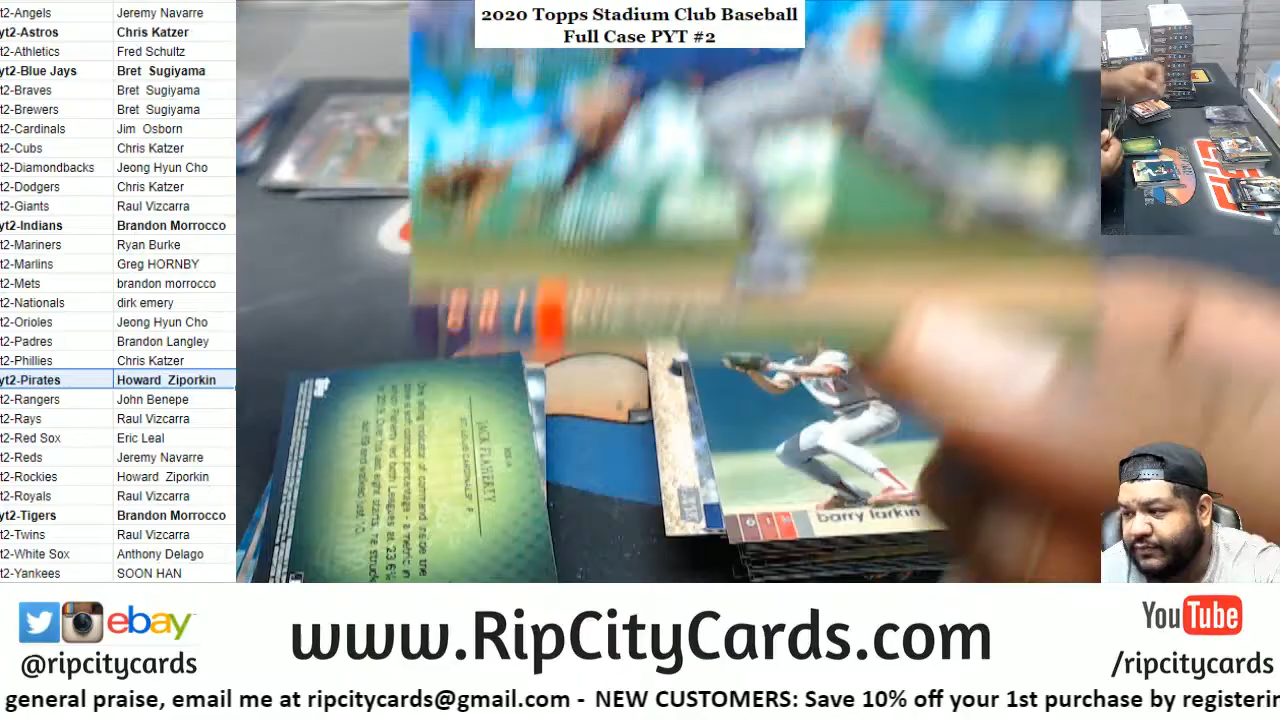 2020 Topps Stadium Club Baseball
Full Case PYT #2
t2-Angels Jeremy Navarre
yt2-Astros Chris Katzer
t2-Athletics Fred Schultz
yt2-Blue Jays Bret Sugiyama
t2-Braves Bret Sugiyama
t2-Brewers Bret Sugiyama
t2-Cardinals Jim Osborn
t2-Cubs Chris Katzer
t2-Diamondbacks Jeong Hyun Cho
t2-Dodgers Chris Katzer
t2-Giants Raul Vizcarra
yt2-Indians Brandon Morrocco
t2-Mariners Ryan Burke
t2-Marlins Greg HORNBY
t2-Mets brandon morrocco
t2-Nationals dirk emery
t2-Orioles Jeong Hyun Cho
t2-Padres Brandon Langley
t2-Phillies Chris Katzer
yt2-Pirates Howard Ziporkin
t2-Rangers John Benepe
t2-Rays Raul Vizcarra
t2-Red Sox Eric Leal
t2-Reds Jeremy Navarre
t2-Rockies Howard Ziporkin
t2-Royals Raul Vizcarra
yt2-Tigers Brandon Morrocco
t2-Twins Raul Vizcarra
t2-White Sox Anthony Delago
t2-Yankees SOON HAN
JACK FLAHERTY
ST. LOUIS CARDINALS
barry larkin
ebay
@ripcitycards
www.RipCityCards.com
YouTube
/ripcitycards
general praise, email me at ripcitycards@gmail.com - NEW CUSTOMERS: Save 10% off your 1st purchase by registerin